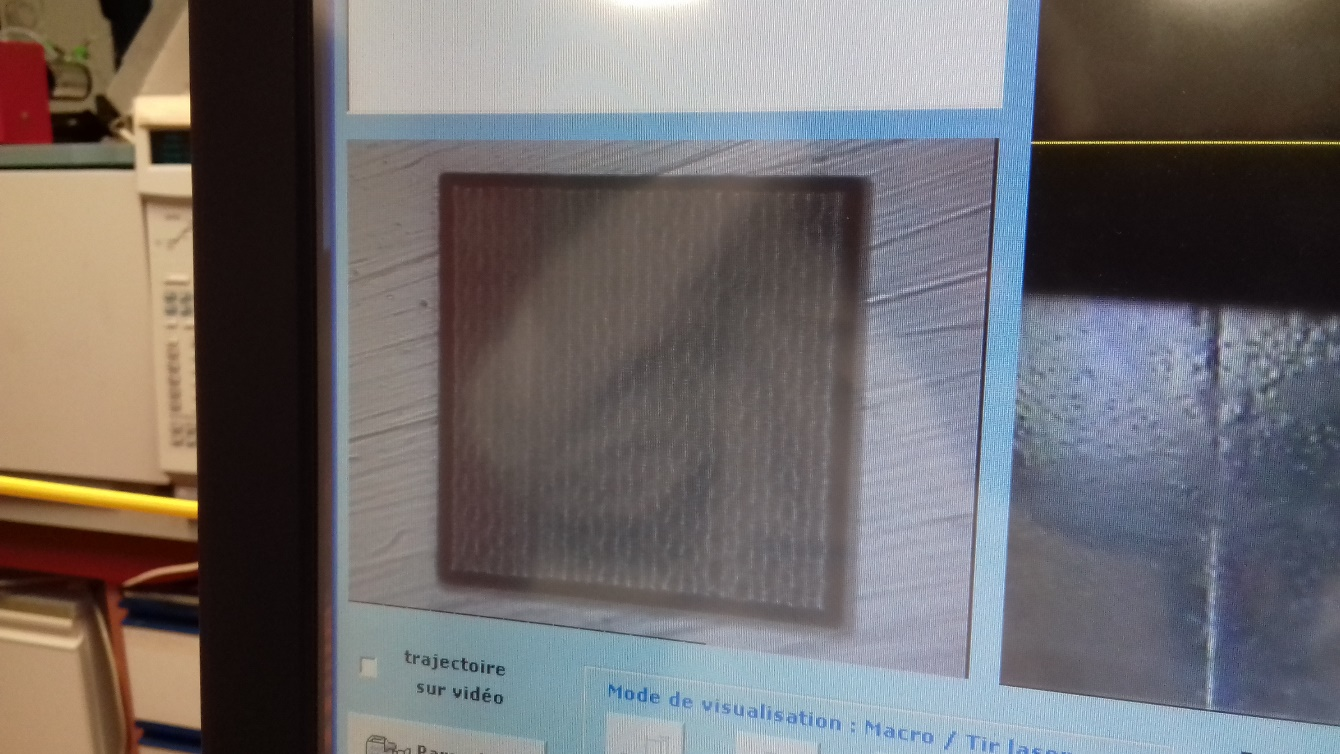 trajectoire
sur vidéo
Mode de visualisation : Macro / Tir laser